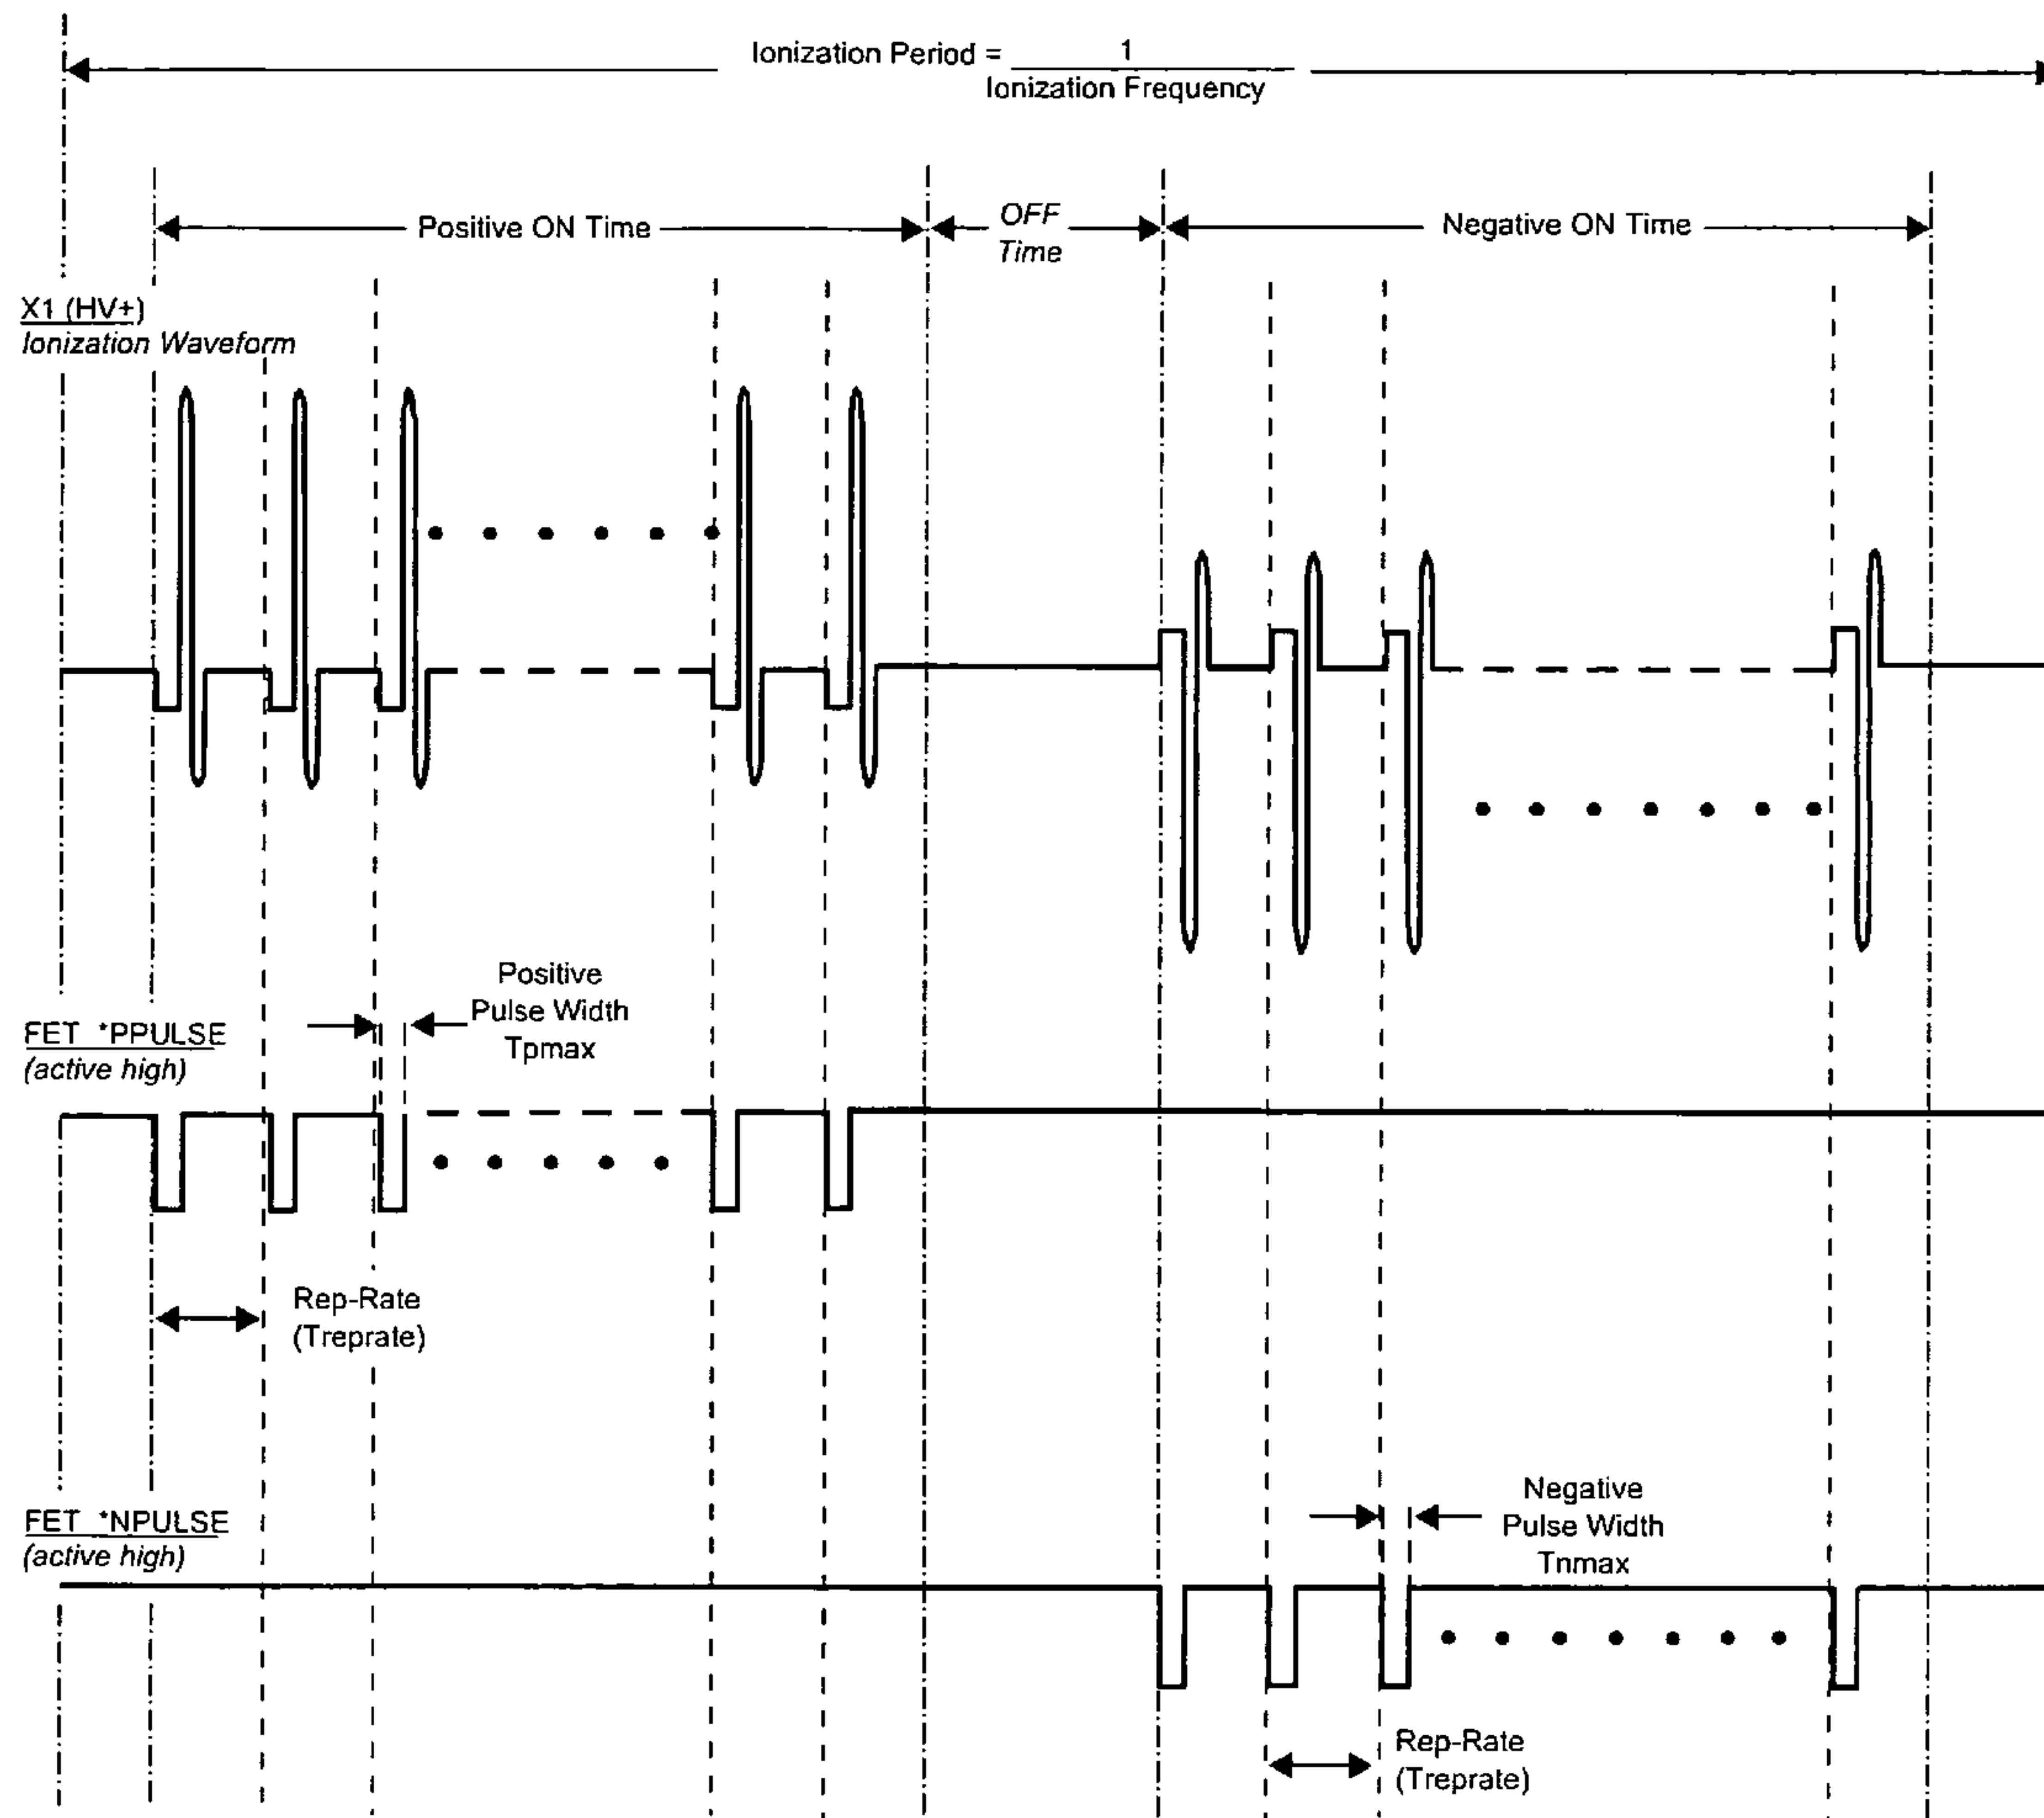 Ionization Period = 1
Ionization Frequency
Positive ON Time
OFF
Time
Negative ON Time
X1 (HV+)
Ionization Waveform
Positive
Pulse Width
Tpmax
FET *PPULSE
(active high)
Rep-Rate
(Treprate)
FET *NPULSE
(active high)
Negative
Pulse Width
Tnmax
Rep-Rate
(Treprate)